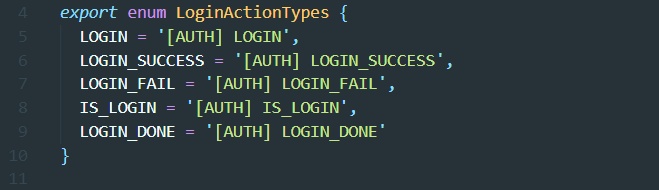 4 export enum LoginActionTypes {
5 LOGIN = '[AUTH] LOGIN',
6 LOGIN_SUCCESS = '[AUTH] LOGIN_SUCCESS',
7 LOGIN_FAIL = '[AUTH] LOGIN_FAIL',
8 IS_LOGIN = '[AUTH] IS_LOGIN',
9 LOGIN_DONE = '[AUTH] LOGIN_DONE'
10 }
11